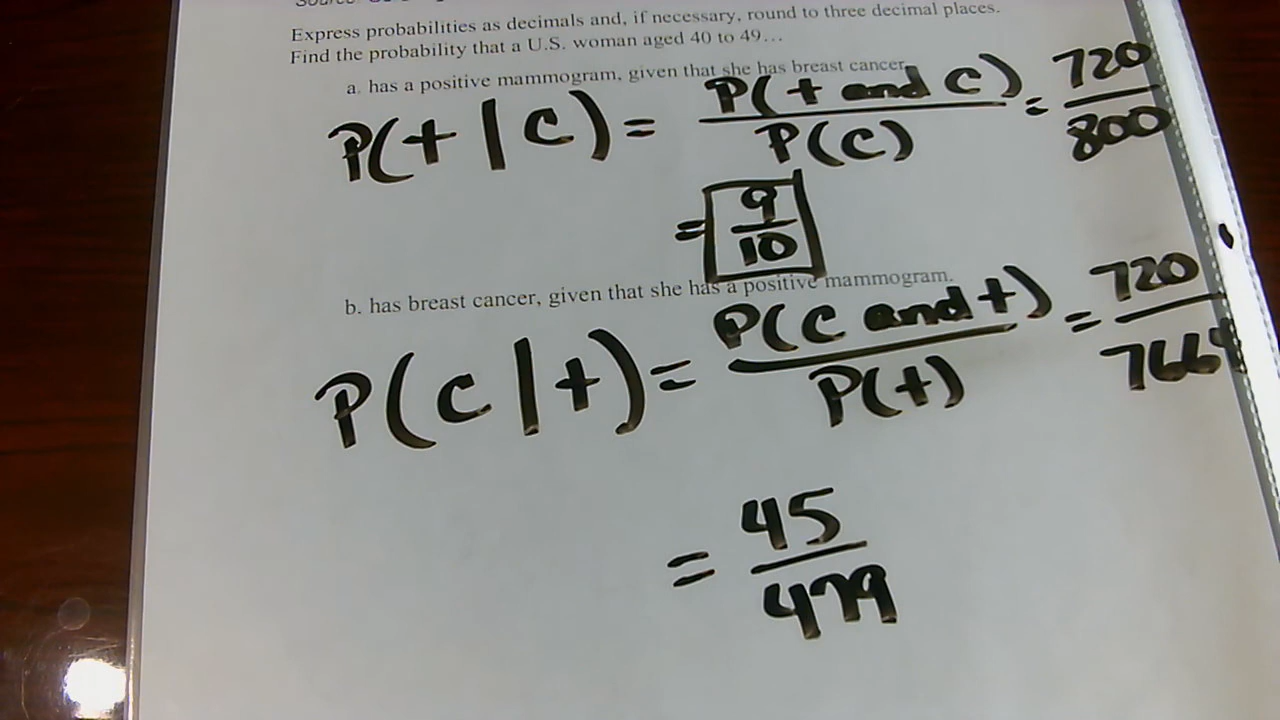 Source
Express probabilities as decimals and, if necessary, round to three decimal places.
Find the probability that a U.S. woman aged 40 to 49…
a. has a positive mammogram, given that she has breast cancer.
P(+ | C) = P(+ and C) / P(C) = 720 / 800
= 9 / 10
b. has breast cancer, given that she has a positive mammogram.
P(C | +) = P(C and +) / P(+) = 720 / 7664
= 45 / 479